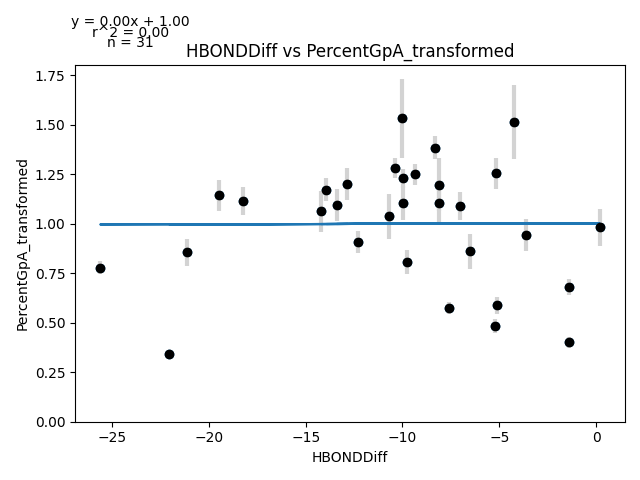 y = 0.00x + 1.00
r^2 = 0.00
n = 31
HBONDDiff vs PercentGpA_transformed
PercentGpA_transformed
1.75
1.50
1.25
1.00
0.75
0.50
0.25
0.00
−25
−20
−15
−10
−5
0
HBONDDiff